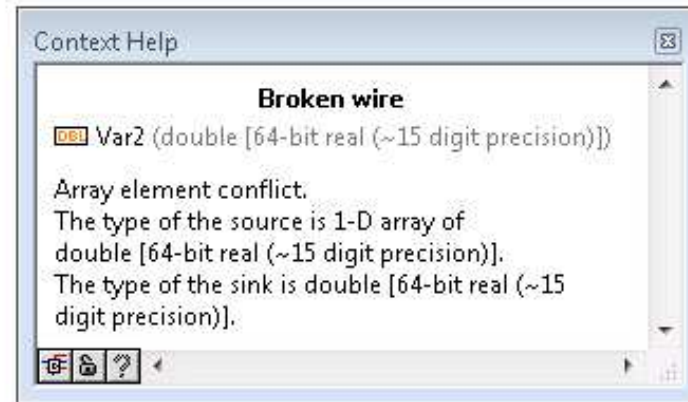 Context Help
Broken wire
DBL Var2 (double [64-bit real (~15 digit precision)])
Array element conflict.
The type of the source is 1-D array of
double [64-bit real (~15 digit precision)].
The type of the sink is double [64-bit real (~15
digit precision)].
?